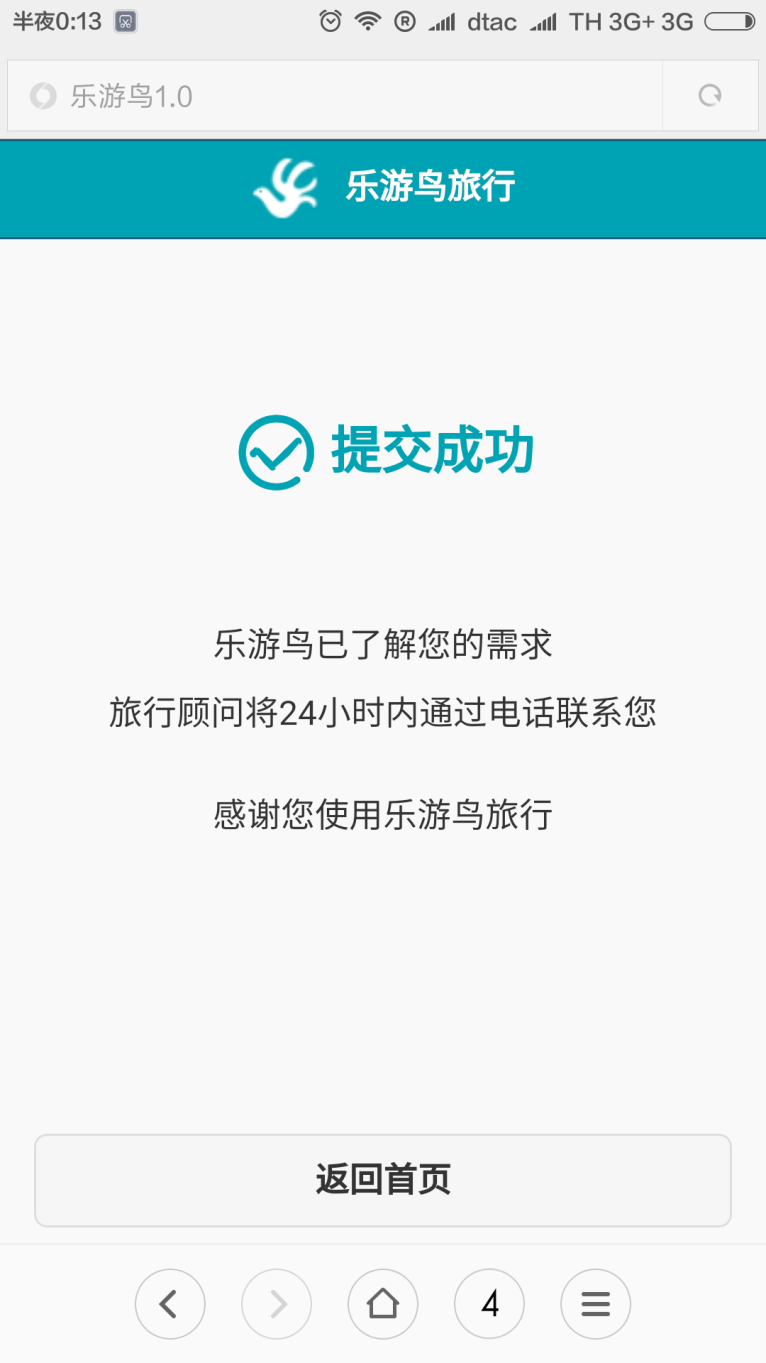 半夜0:13 R dtac TH 3G+ 3G
乐游鸟1.0
乐游鸟旅行
提交成功
乐游鸟已了解您的需求
旅行顾问将24小时内通过电话联系您
感谢您使用乐游鸟旅行
返回首页
4